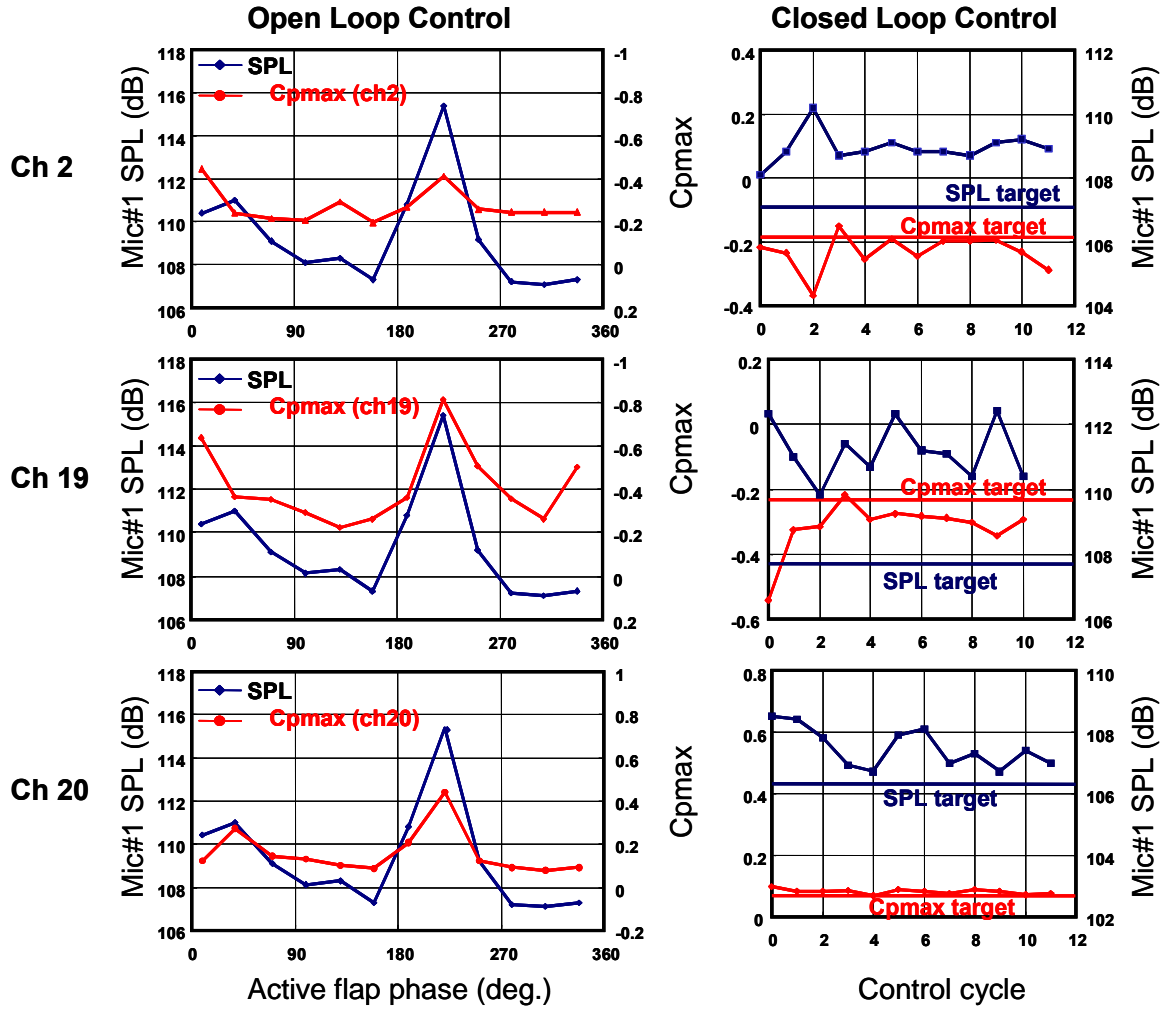 Open Loop Control
Closed Loop Control
Ch 2
Mic#1 SPL (dB)
118
116
114
112
110
108
106
SPL
Cpmax (ch2)
-1
-0.8
-0.6
-0.4
-0.2
0
0.2
0 90 180 270 360
Cpmax
0.4
0.2
0
-0.2
-0.4
SPL target
Cpmax target
112
110
108
106
104
Mic#1 SPL (dB)
0 2 4 6 8 10 12
Ch 19
Mic#1 SPL (dB)
118
116
114
112
110
108
106
SPL
Cpmax (ch19)
-1
-0.8
-0.6
-0.4
-0.2
0
0.2
0 90 180 270 360
Cpmax
0.2
0
-0.2
-0.4
-0.6
Cpmax target
SPL target
114
112
110
108
106
Mic#1 SPL (dB)
0 2 4 6 8 10 12
Ch 20
Mic#1 SPL (dB)
118
116
114
112
110
108
106
SPL
Cpmax (ch20)
1
0.8
0.6
0.4
0.2
0
-0.2
0 90 180 270 360
Active flap phase (deg.)
Cpmax
0.8
0.6
0.4
0.2
0
SPL target
Cpmax target
110
108
106
104
102
Mic#1 SPL (dB)
0 2 4 6 8 10 12
Control cycle